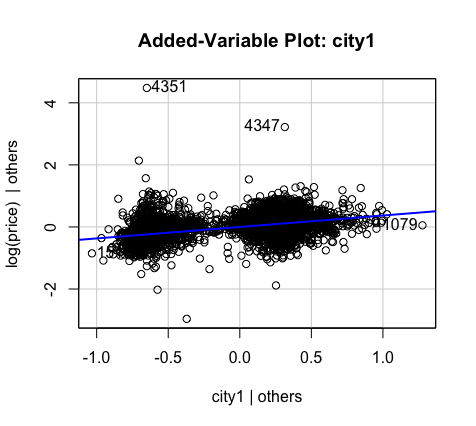 Added-Variable Plot: city1
log(price) | others
4
2
0
-2
4351
4347
1079
-1.0 -0.5 0.0 0.5 1.0
city1 | others